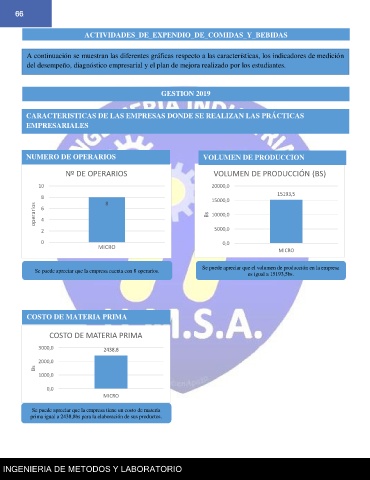 66
ACTIVIDADES_DE_EXPENDIO_DE_COMIDAS_Y_BEBIDAS
A continuación se muestran las diferentes gráficas respecto a las características, los indicadores de medición
del desempeño, diagnóstico empresarial y el plan de mejora realizado por los estudiantes.
GESTION 2019
CARACTERISTICAS DE LAS EMPRESAS DONDE SE REALIZAN LAS PRÁCTICAS
EMPRESARIALES
NUMERO DE OPERARIOS
Nº DE OPERARIOS
10
8
6
4
2
0
operarios
8
MICRO
Se puede apreciar que la empresa cuenta con 8 operarios.
VOLUMEN DE PRODUCCION
VOLUMEN DE PRODUCCIÓN (BS)
20000,0
15000,0
10000,0
5000,0
0,0
Bs
15193,5
MICRO
Se puede apreciar que el volumen de producción en la empresa
es igual a 15193,5bs.
COSTO DE MATERIA PRIMA
COSTO DE MATERIA PRIMA
3000,0
2000,0
1000,0
0,0
Bs
2438,8
MICRO
Se puede apreciar que la empresa tiene un costo de materia
prima igual a 2438,8bs para la elaboración de sus productos.
INGENIERIA INDUSTRIAL
U.M.S.A.
INGENIERIA DE METODOS Y LABORATORIO